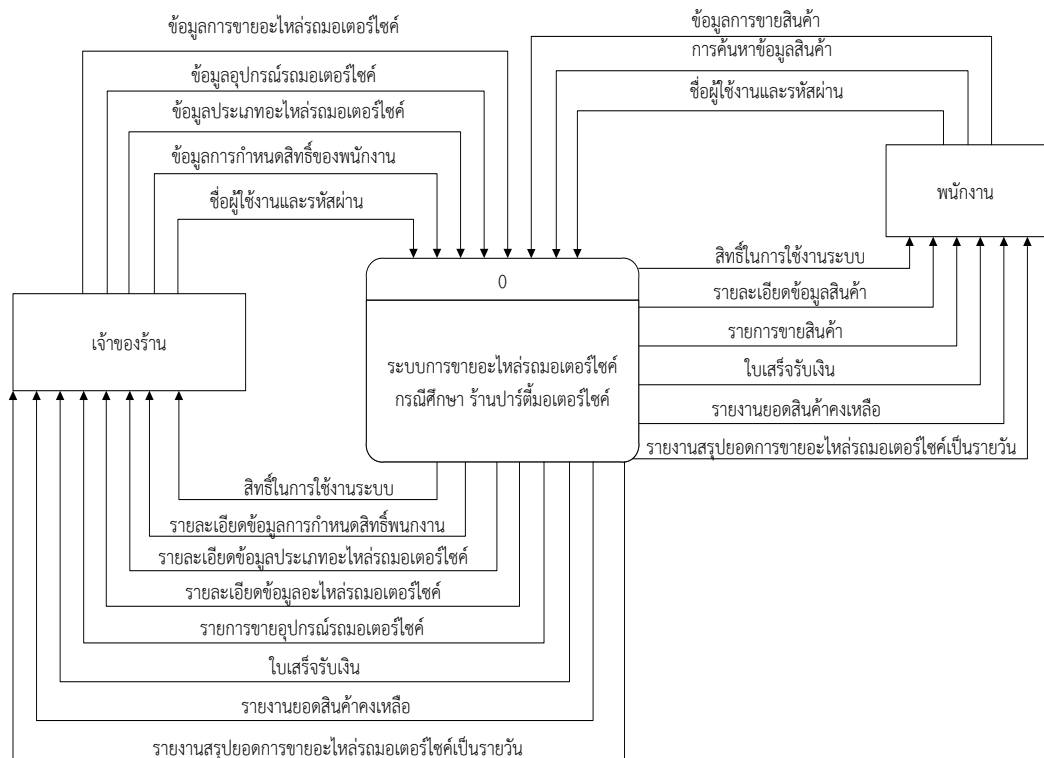 ข้อมูลการขายอะไหล่รถมอเตอร์ไซค์
ข้อมูลอุปกรณ์รถมอเตอร์ไซค์
ข้อมูลประเภทอะไหล่รถมอเตอร์ไซค์
ข้อมูลการกำหนดสิทธิ์ของพนักงาน
ชื่อผู้ใช้งานและรหัสผ่าน
ข้อมูลการขายสินค้า
การค้นหาข้อมูลสินค้า
ชื่อผู้ใช้งานและรหัสผ่าน
พนักงาน
เจ้าของร้าน
0
ระบบการขายอะไหล่รถมอเตอร์ไซค์
กรณีศึกษา ร้านปาร์ตี้มอเตอร์ไซค์
สิทธิ์ในการใช้งานระบบ
รายละเอียดข้อมูลสินค้า
รายการขายสินค้า
ใบเสร็จรับเงิน
รายงานยอดสินค้าคงเหลือ
รายงานสรุปยอดการขายอะไหล่รถมอเตอร์ไซค์เป็นรายวัน
สิทธิ์ในการใช้งานระบบ
รายละเอียดข้อมูลการกำหนดสิทธิ์พนกงาน
รายละเอียดข้อมูลประเภทอะไหล่รถมอเตอร์ไซค์
รายละเอียดข้อมูลอะไหล่รถมอเตอร์ไซค์
รายการขายอุปกรณ์รถมอเตอร์ไซค์
ใบเสร็จรับเงิน
รายงานยอดสินค้าคงเหลือ
รายงานสรุปยอดการขายอะไหล่รถมอเตอร์ไซค์เป็นรายวัน